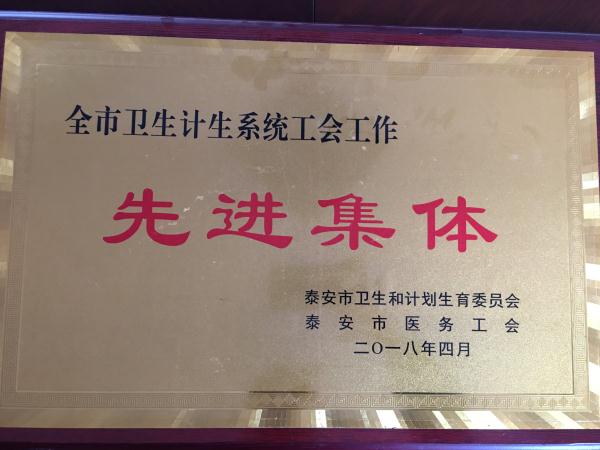 全市卫生计生系统工会工作
先进集体
泰安市卫生和计划生育委员会
泰安市医务工会
二〇一八年四月